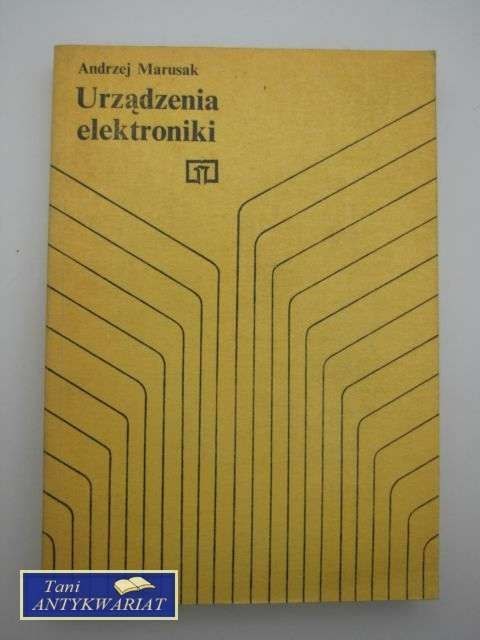 Andrzej Marusak
Urządzenia
elektroniki
Tani
ANTYKWARIAT